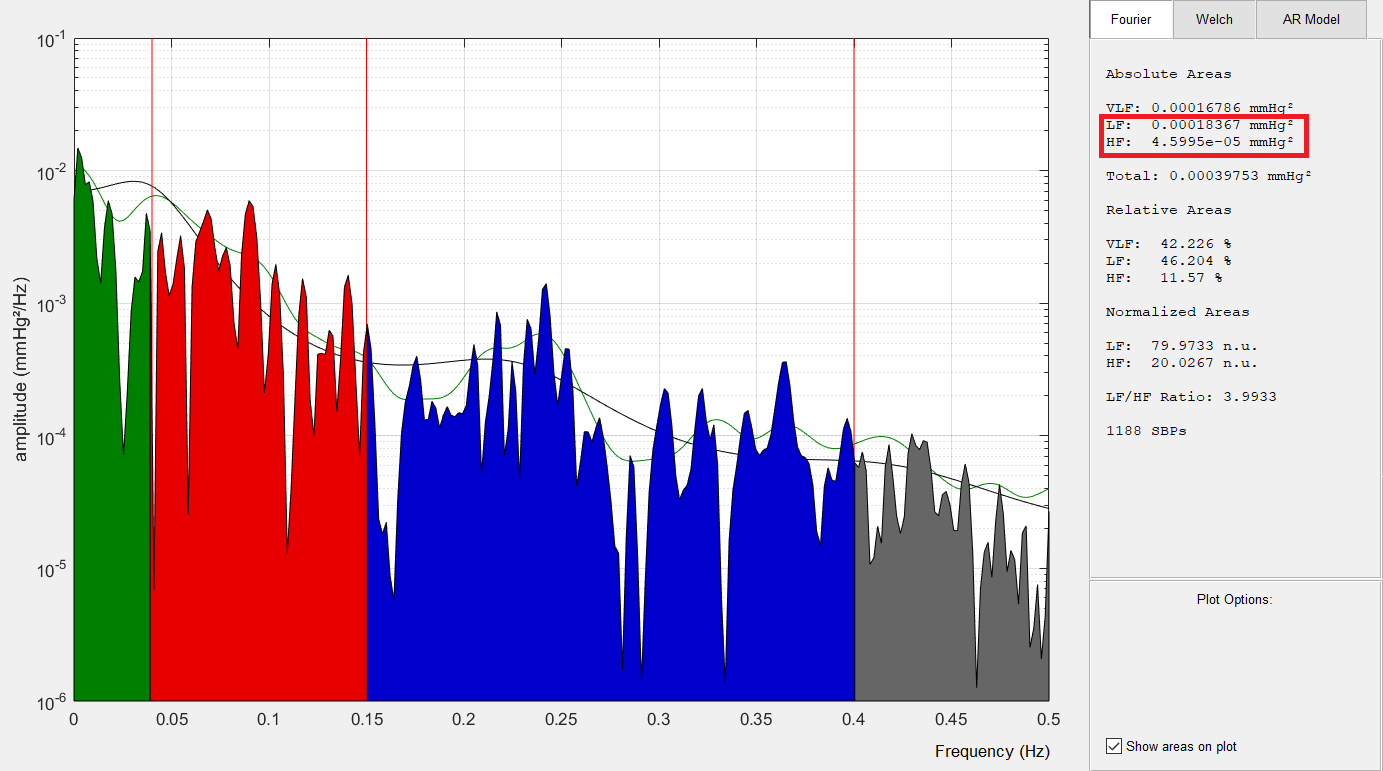 Fourier Welch AR Model
Absolute Areas
VLF: 0.00016786 mmHg²
LF: 0.00018367 mmHg²
HF: 4.5995e-05 mmHg²
Total: 0.00039753 mmHg²
Relative Areas
VLF: 42.226 %
LF: 46.204 %
HF: 11.57 %
Normalized Areas
LF: 79.9733 n.u.
HF: 20.0267 n.u.
LF/HF Ratio: 3.9933
1188 SBPs
Plot Options:
Show areas on plot
amplitude (mmHg²/Hz)
10⁻¹
10⁻²
10⁻³
10⁻⁴
10⁻⁵
10⁻⁶
0 0.05 0.1 0.15 0.2 0.25 0.3 0.35 0.4 0.45 0.5
Frequency (Hz)